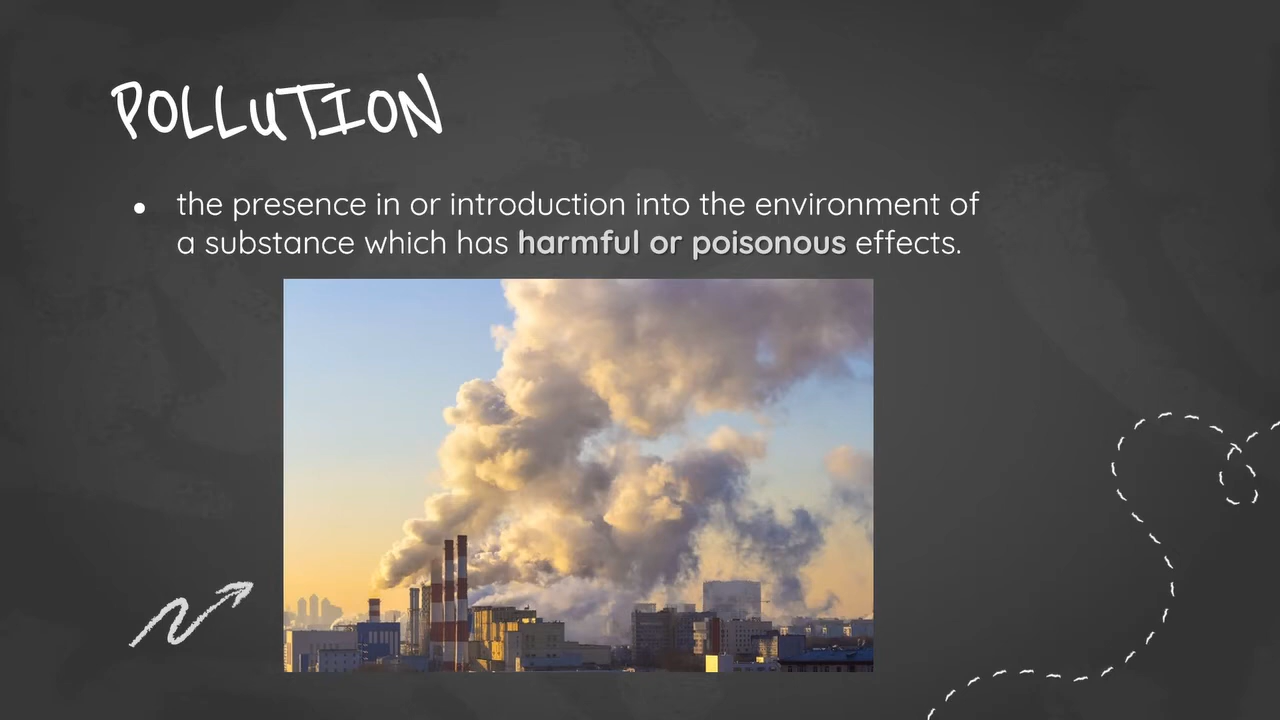 POLLUTION
• the presence in or introduction into the environment of
a substance which has harmful or poisonous effects.